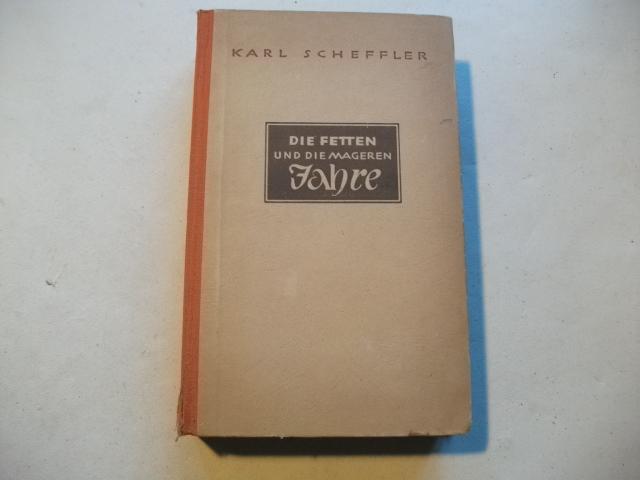 KARL SCHEFFLER
DIE FETTEN
UND DIE MAGEREN
Jahre